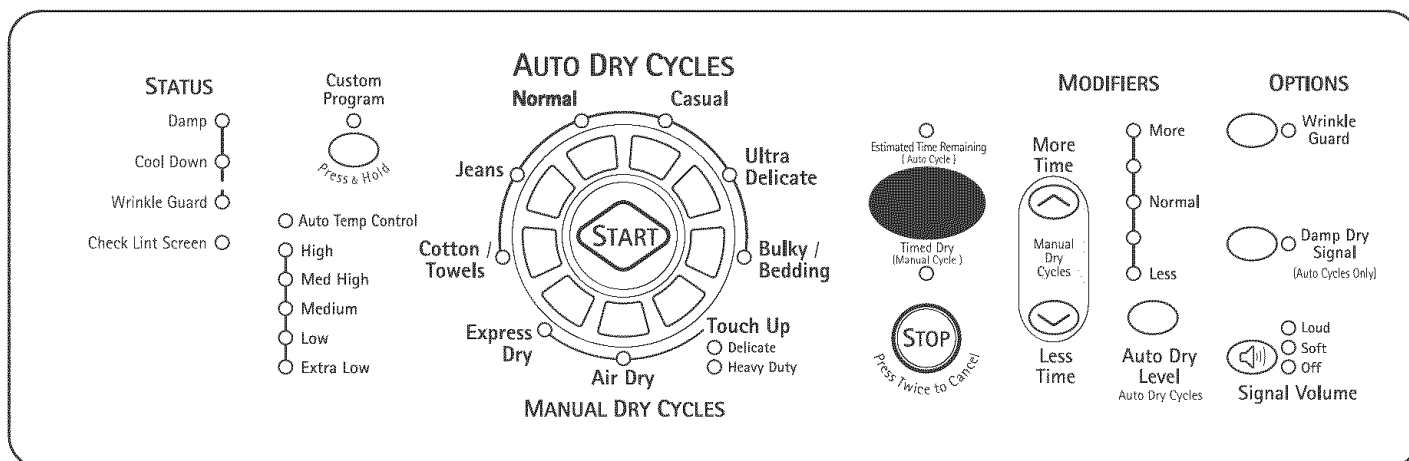 STATUS
Damp
Cool Down
Wrinkle Guard
Check Lint Screen
Custom
Program
Press & Hold
Auto Temp Control
High
Med High
Medium
Low
Extra Low
AUTO DRY CYCLES
Normal
Casual
Jeans
Ultra
Delicate
Cotton /
Towels
START
Bulky /
Bedding
Express
Dry
Air Dry
Touch Up
Delicate
Heavy Duty
MANUAL DRY CYCLES
Estimated Time Remaining
( Auto Cycle )
Timed Dry
(Manual Cycle )
STOP
Press Twice to Cancel
MODIFIERS
More
Time
Manual
Dry
Cycles
Less
Time
More
Normal
Less
Auto Dry
Level
Auto Dry Cycles
OPTIONS
Wrinkle
Guard
Damp Dry
Signal
(Auto Cycles Only)
Loud
Soft
Off
Signal Volume